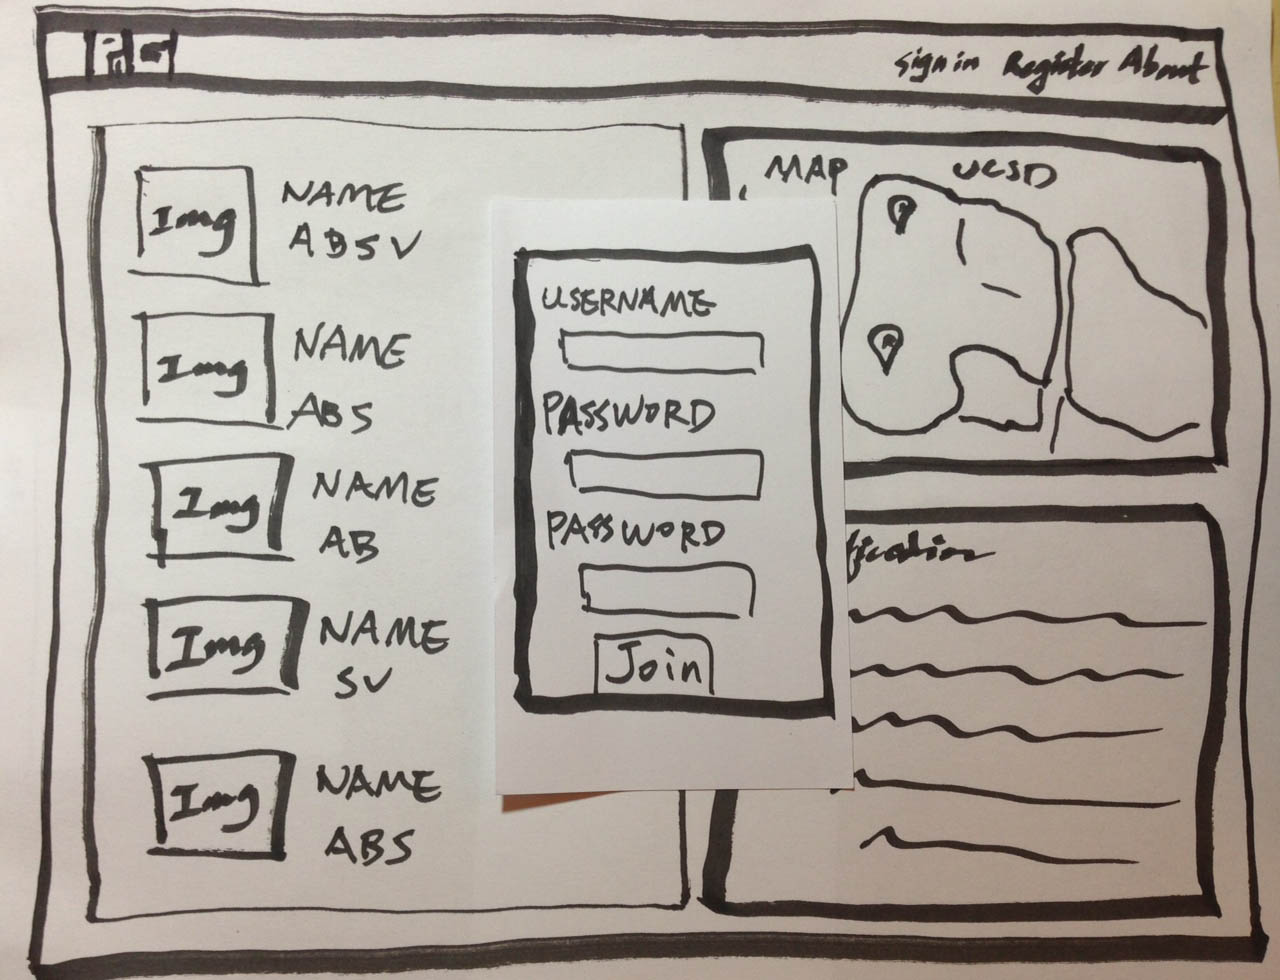 Sign in Register About
Img
NAME
ABSV
Img
NAME
ABS
Img
NAME
AB
Img
NAME
SV
Img
NAME
ABS
USERNAME
PASSWORD
PASSWORD
Join
MAP UCSD
fication